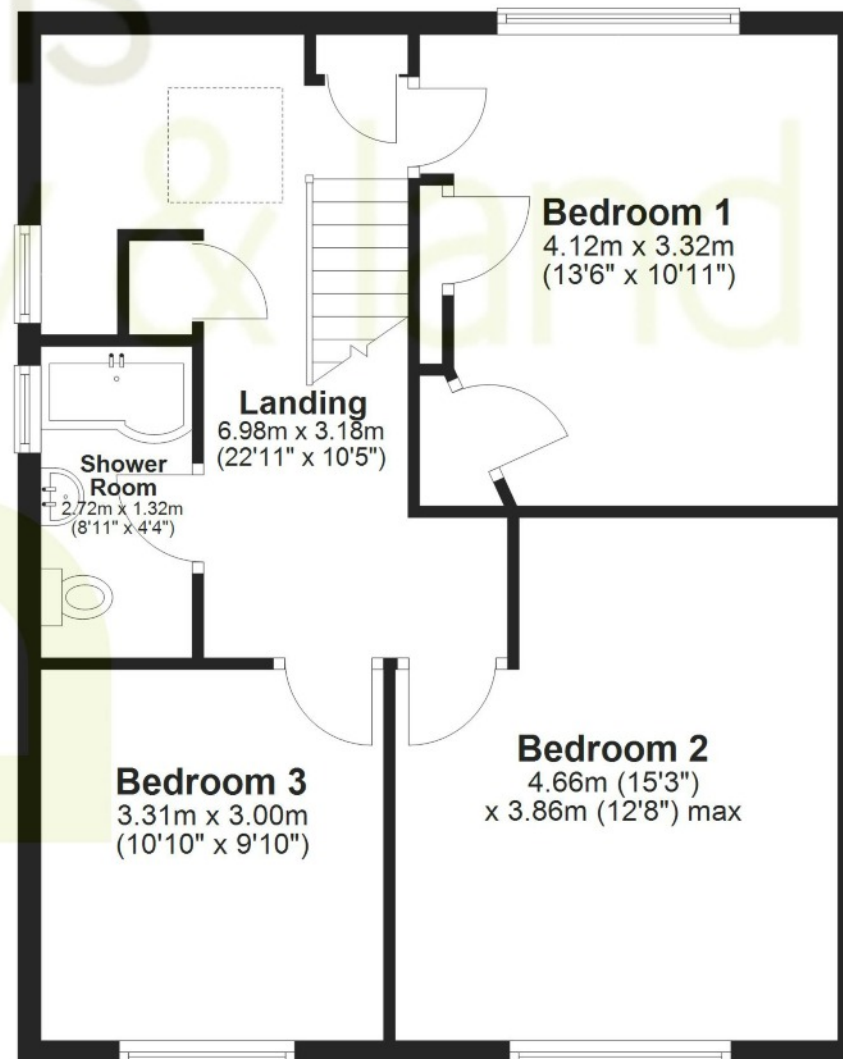 & land
Bedroom 1
4.12m x 3.32m
(13'6" x 10'11")
Landing
6.98m x 3.18m
(22'11" x 10'5")
Shower
Room
2.72m x 1.32m
(8'11" x 4'4")
Bedroom 2
4.66m (15'3")
x 3.86m (12'8") max
Bedroom 3
3.31m x 3.00m
(10'10" x 9'10")